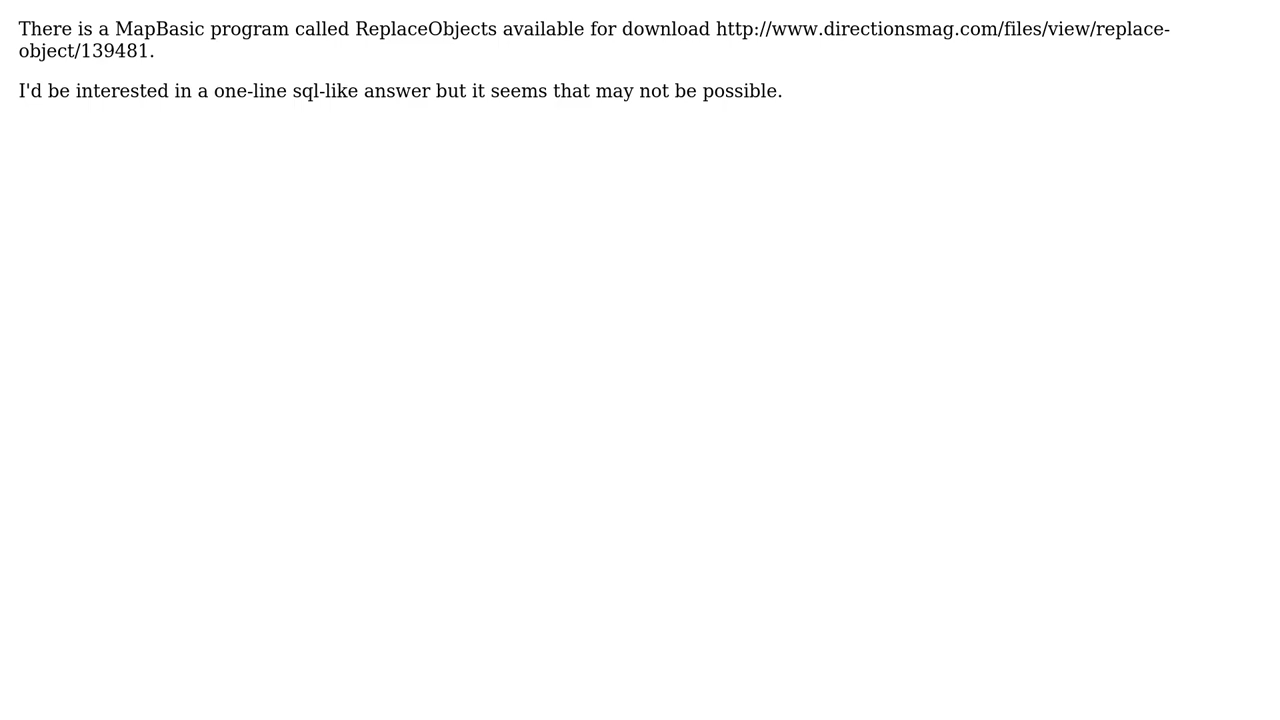 There is a MapBasic program called ReplaceObjects available for download http://www.directionsmag.com/files/view/replace-
object/139481.
I'd be interested in a one-line sql-like answer but it seems that may not be possible.